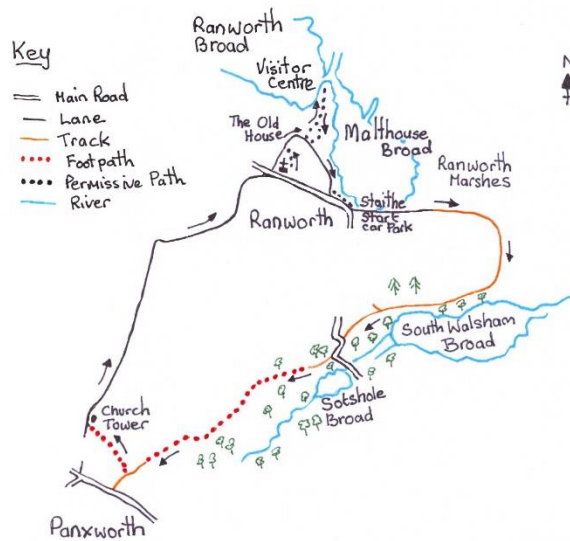 Ranworth
Broad
Key
Main Road
Lane
Track
Footpath
Permissive Path
River
Visitor
Centre
N
The Old
House
Malthouse
Broad
Ranworth
Marshes
Ranworth
Staithe
Start
Car Park
South Walsham
Broad
Sotshole
Broad
Church
Tower
Panxworth